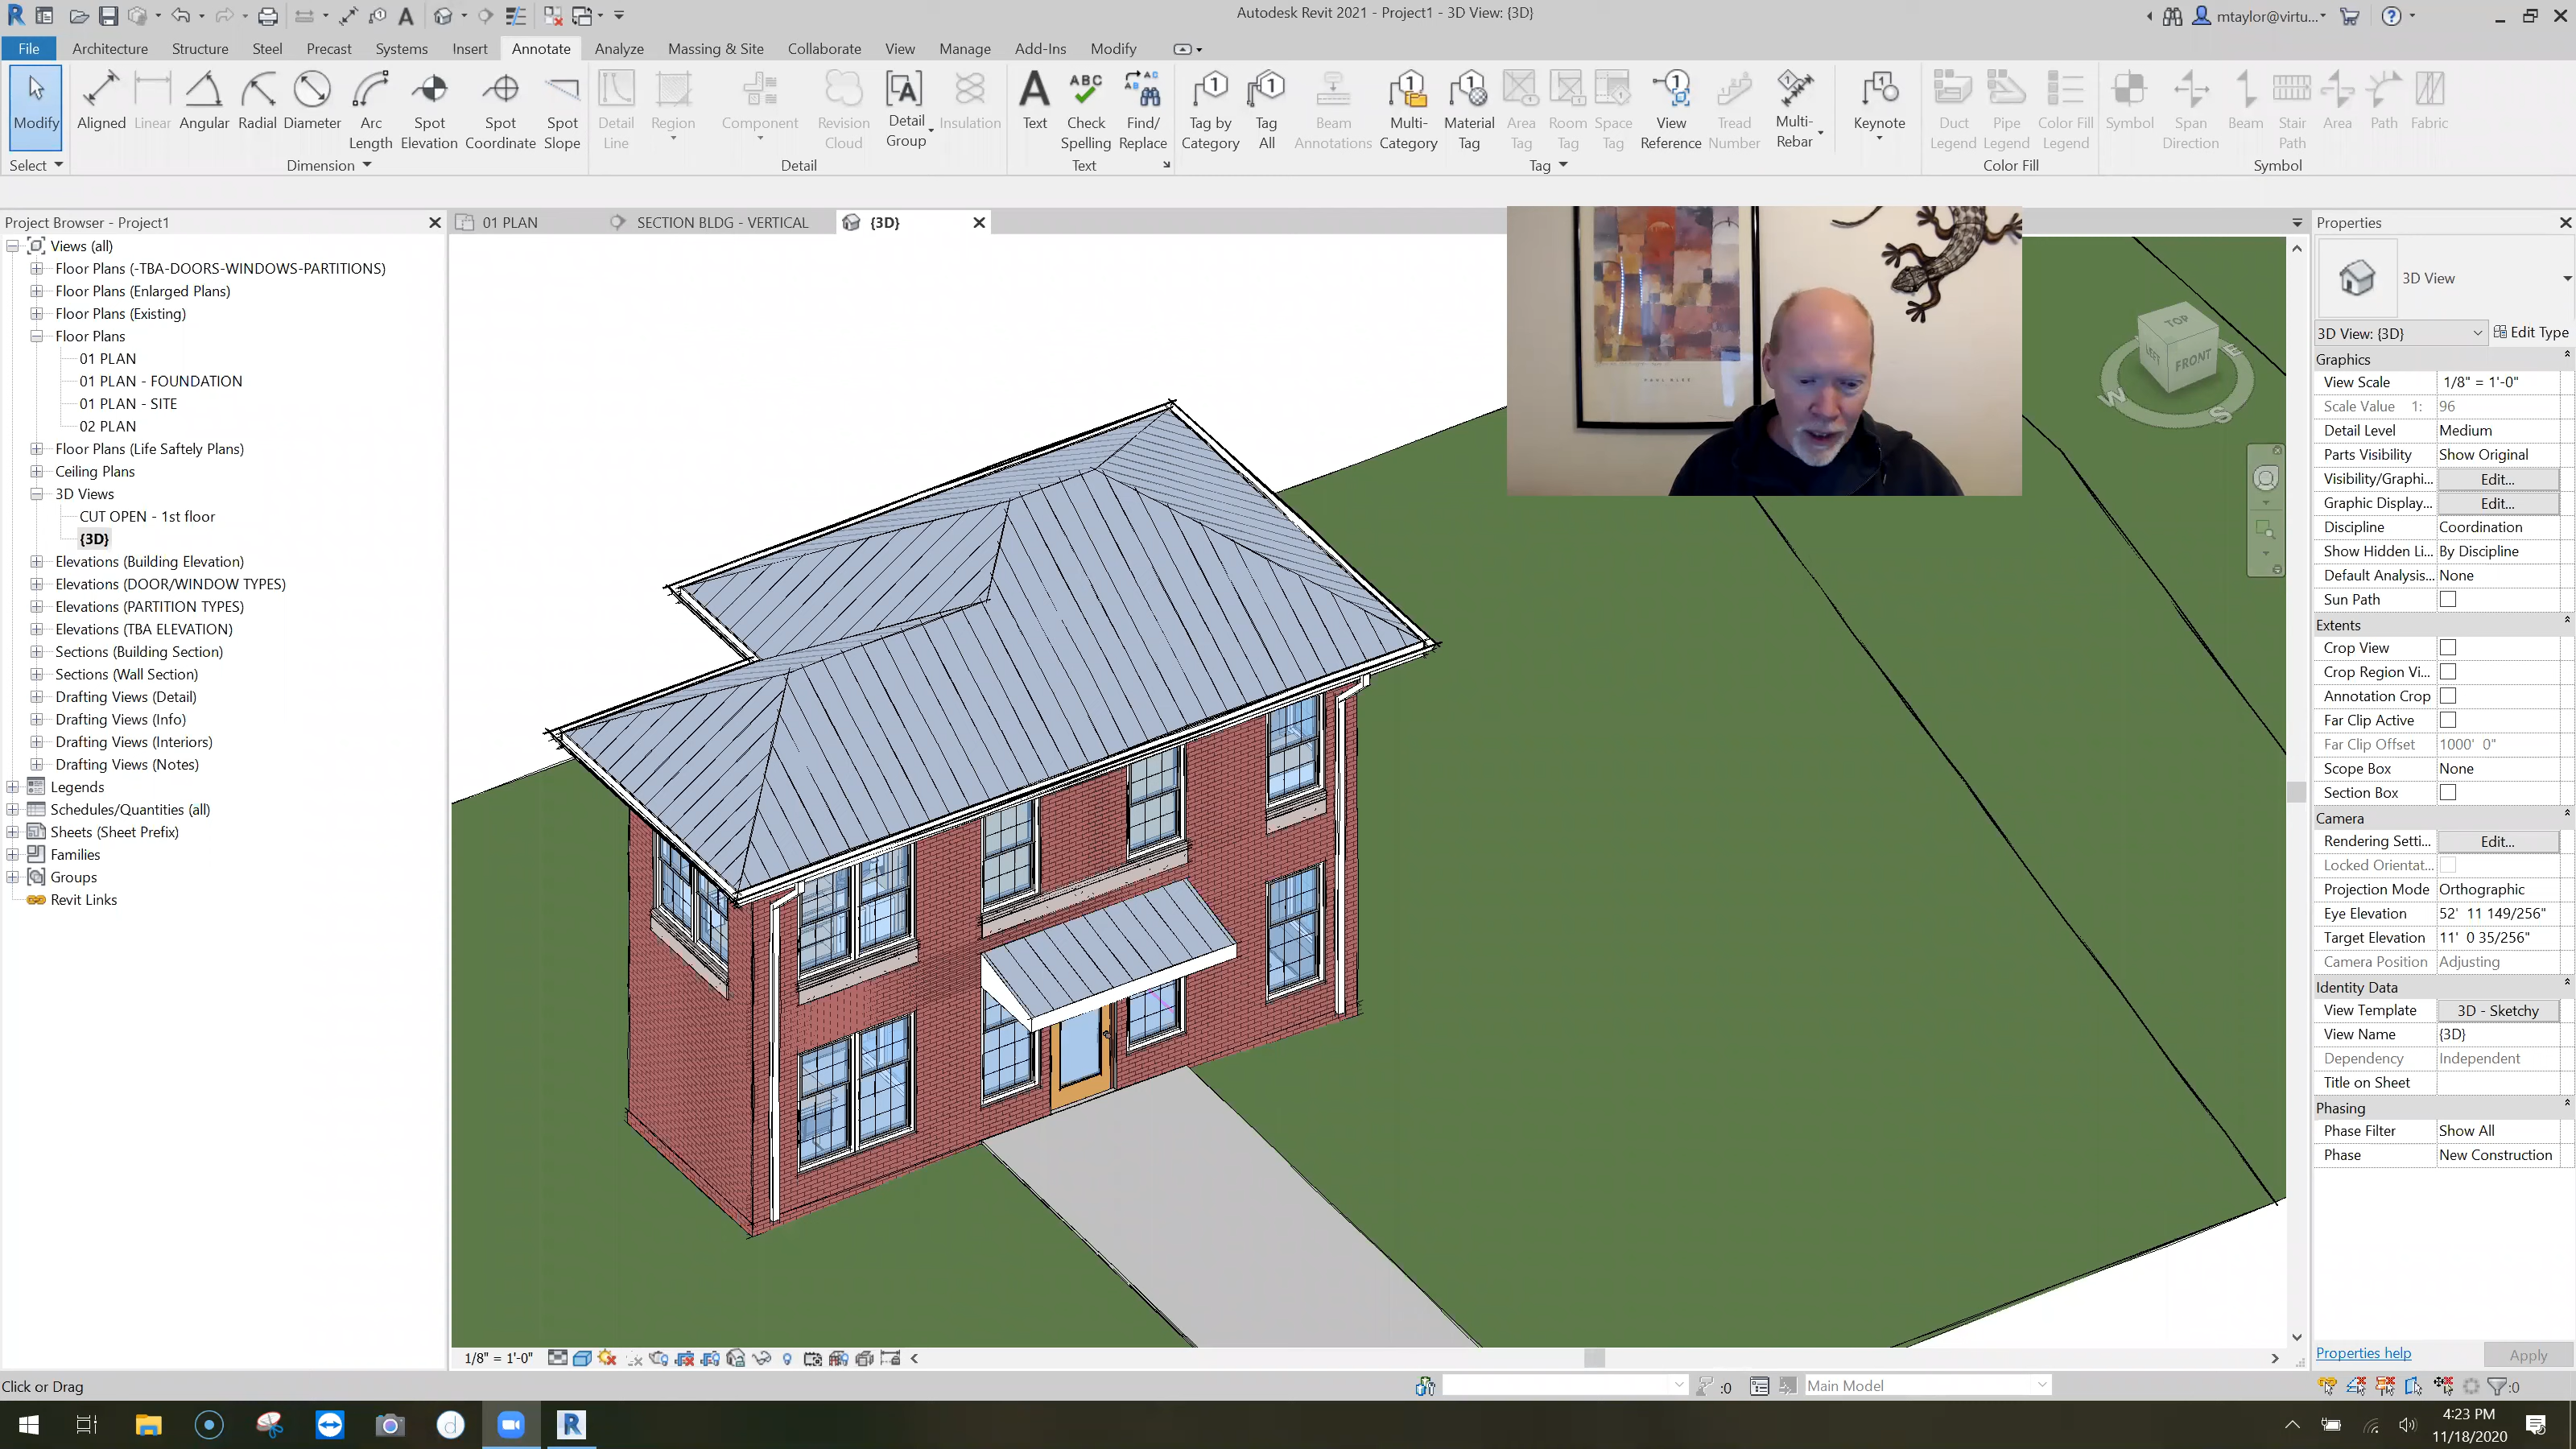 Autodesk Revit 2021 - Project1 - 3D View: {3D}
mtaylor@virtu...
File Architecture Structure Steel Precast Systems Insert Annotate Analyze Massing & Site Collaborate View Manage Add-Ins Modify
Modify
Aligned
Linear
Angular
Radial
Diameter
Arc Length
Spot Elevation
Spot Coordinate
Spot Slope
Detail Line
Region
Component
Revision Cloud
Detail Group
Insulation
Text
Check Spelling
Find/ Replace
Tag by Category
Tag All
Beam Annotations
Multi- Category
Material Tag
Area Tag
Room Tag
Space Tag
View Reference
Tread Number
Multi- Rebar
Keynote
Duct Legend
Pipe Legend
Color Fill Legend
Symbol
Span Direction
Beam
Stair Path
Area
Path
Fabric
Select Dimension Detail Text Tag Color Fill Symbol
Project Browser - Project1
Views (all)
Floor Plans (-TBA-DOORS-WINDOWS-PARTITIONS)
Floor Plans (Enlarged Plans)
Floor Plans (Existing)
Floor Plans
01 PLAN
01 PLAN - FOUNDATION
01 PLAN - SITE
02 PLAN
Floor Plans (Life Saftely Plans)
Ceiling Plans
3D Views
CUT OPEN - 1st floor
{3D}
Elevations (Building Elevation)
Elevations (DOOR/WINDOW TYPES)
Elevations (PARTITION TYPES)
Elevations (TBA ELEVATION)
Sections (Building Section)
Sections (Wall Section)
Drafting Views (Detail)
Drafting Views (Info)
Drafting Views (Interiors)
Drafting Views (Notes)
Legends
Schedules/Quantities (all)
Sheets (Sheet Prefix)
Families
Groups
Revit Links
01 PLAN SECTION BLDG - VERTICAL {3D}
TOP
LEFT FRONT
W S E
Properties
3D View
3D View: {3D} Edit Type
Graphics
View Scale 1/8" = 1'-0"
Scale Value 1: 96
Detail Level Medium
Parts Visibility Show Original
Visibility/Graphi... Edit...
Graphic Display... Edit...
Discipline Coordination
Show Hidden Li... By Discipline
Default Analysis... None
Sun Path
Extents
Crop View
Crop Region Vi...
Annotation Crop
Far Clip Active
Far Clip Offset 1000' 0"
Scope Box None
Section Box
Camera
Rendering Setti... Edit...
Locked Orientat...
Projection Mode Orthographic
Eye Elevation 52' 11 149/256"
Target Elevation 11' 0 35/256"
Camera Position Adjusting
Identity Data
View Template 3D - Sketchy
View Name {3D}
Dependency Independent
Title on Sheet
Phasing
Phase Filter Show All
Phase New Construction
Properties help Apply
1/8" = 1'-0"
Click or Drag
:0 Main Model :0
4:23 PM
11/18/2020